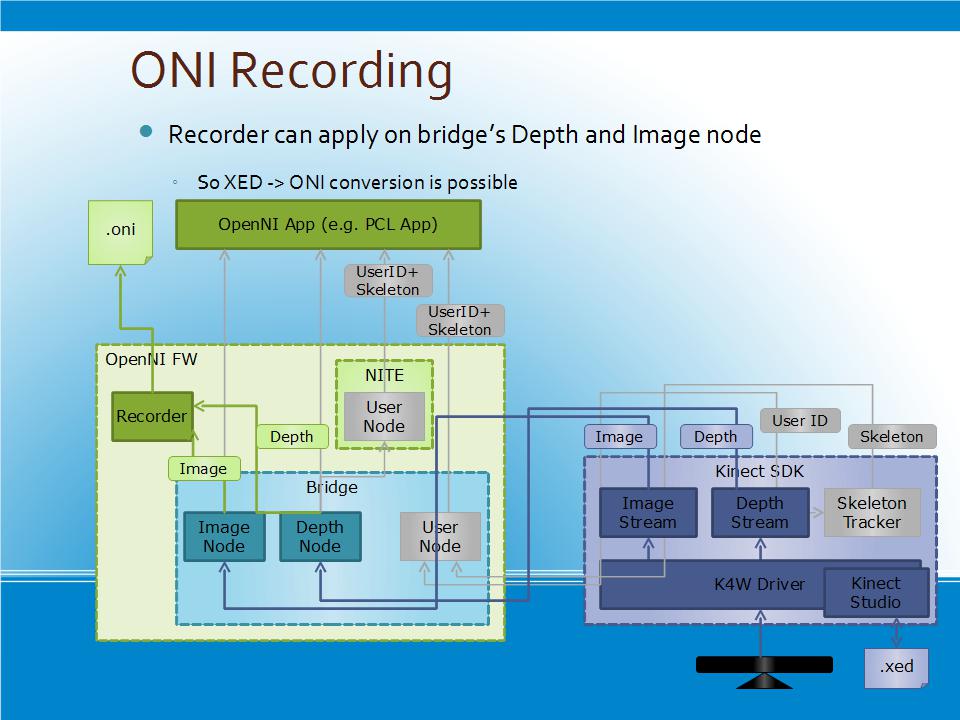 ONI Recording
Recorder can apply on bridge's Depth and Image node
So XED -> ONI conversion is possible
.oni
OpenNI App (e.g. PCL App)
UserID+
Skeleton
UserID+
Skeleton
OpenNI FW
NITE
User
Node
Recorder
Depth
Image
Bridge
Image
Node
Depth
Node
User
Node
Image
Depth
User ID
Skeleton
Kinect SDK
Image
Stream
Depth
Stream
Skeleton
Tracker
K4W Driver
Kinect
Studio
.xed